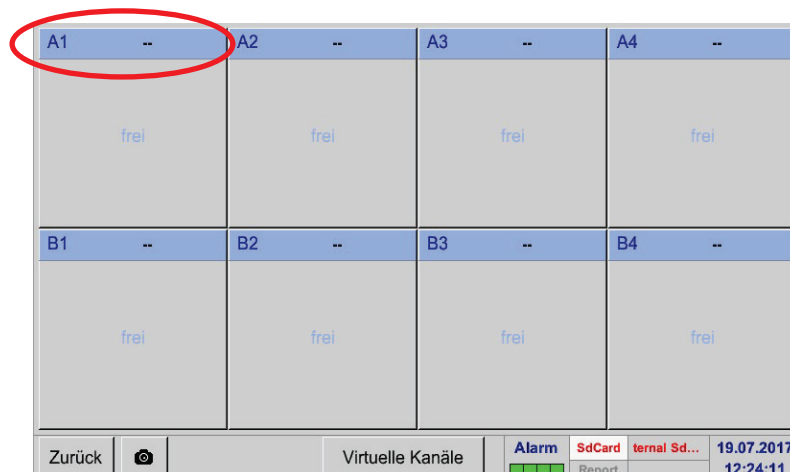 A1 -- A2 -- A3 -- A4 --
frei frei frei frei
B1 -- B2 -- B3 -- B4 --
frei frei frei frei
Zurück Virtuelle Kanäle Alarm SdCard ternal Sd... 19.07.2017
Report 12:24:11